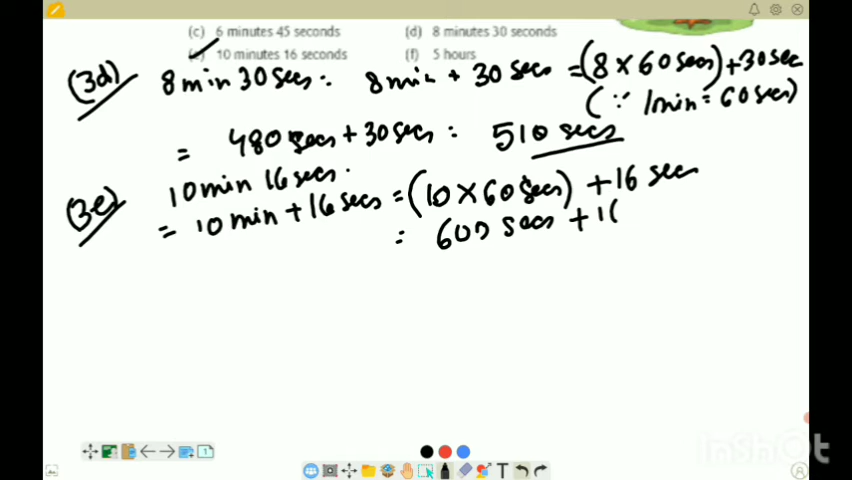 (c) 6 minutes 45 seconds (d) 8 minutes 30 seconds
(e) 10 minutes 16 seconds (f) 5 hours
(3d) 8 min 30 secs = 8 min + 30 secs = (8 × 60 secs) + 30 sec
(∵ 1 min = 60 secs)
= 480 secs + 30 secs = 510 secs
(3e) 10 min 16 secs.
= 10 min + 16 secs = (10 × 60 secs) + 16 secs
= 600 secs + 1(
1
T
InShot